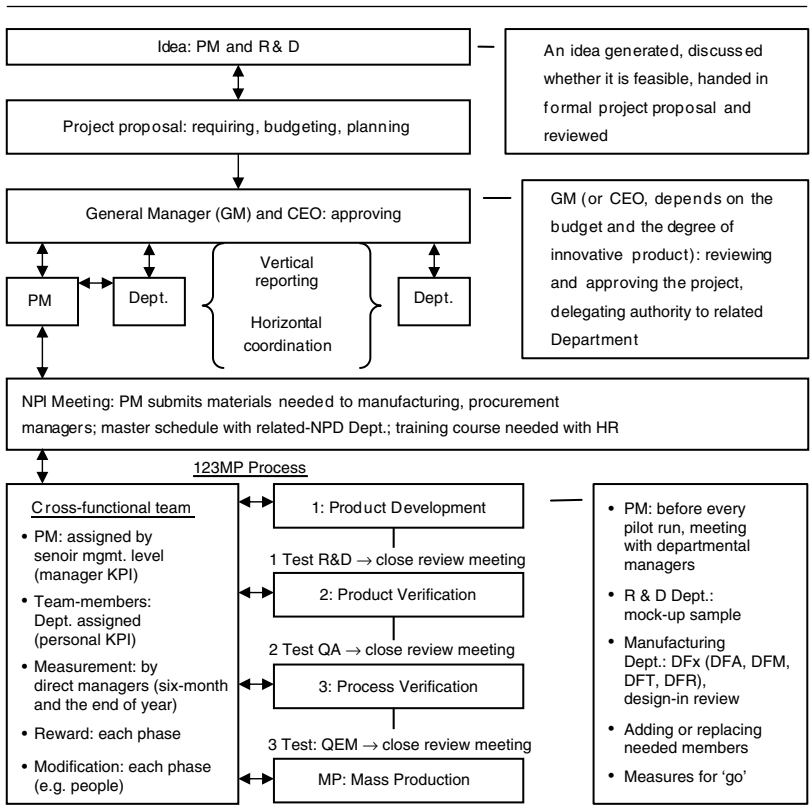 Idea: PM and R & D
An idea generated, discussed
whether it is feasible, handed in
formal project proposal and
reviewed
Project proposal: requiring, budgeting, planning
General Manager (GM) and CEO: approving
GM (or CEO, depends on the
budget and the degree of
innovative product): reviewing
and approving the project,
delegating authority to related
Department
PM
Dept.
Vertical
reporting
Horizontal
coordination
Dept.
NPI Meeting: PM submits materials needed to manufacturing, procurement
managers; master schedule with related-NPD Dept.; training course needed with HR
123MP Process
Cross-functional team
• PM: assigned by
senoir mgmt. level
(manager KPI)
• Team-members:
Dept. assigned
(personal KPI)
• Measurement: by
direct managers (six-month
and the end of year)
• Reward: each phase
• Modification: each phase
(e.g. people)
1: Product Development
1 Test R&D → close review meeting
2: Product Verification
2 Test QA → close review meeting
3: Process Verification
3 Test: QEM → close review meeting
MP: Mass Production
• PM: before every
pilot run, meeting
with departmental
managers
• R & D Dept.:
mock-up sample
• Manufacturing
Dept.: DFx (DFA, DFM,
DFT, DFR),
design-in review
• Adding or replacing
needed members
• Measures for ‘go’